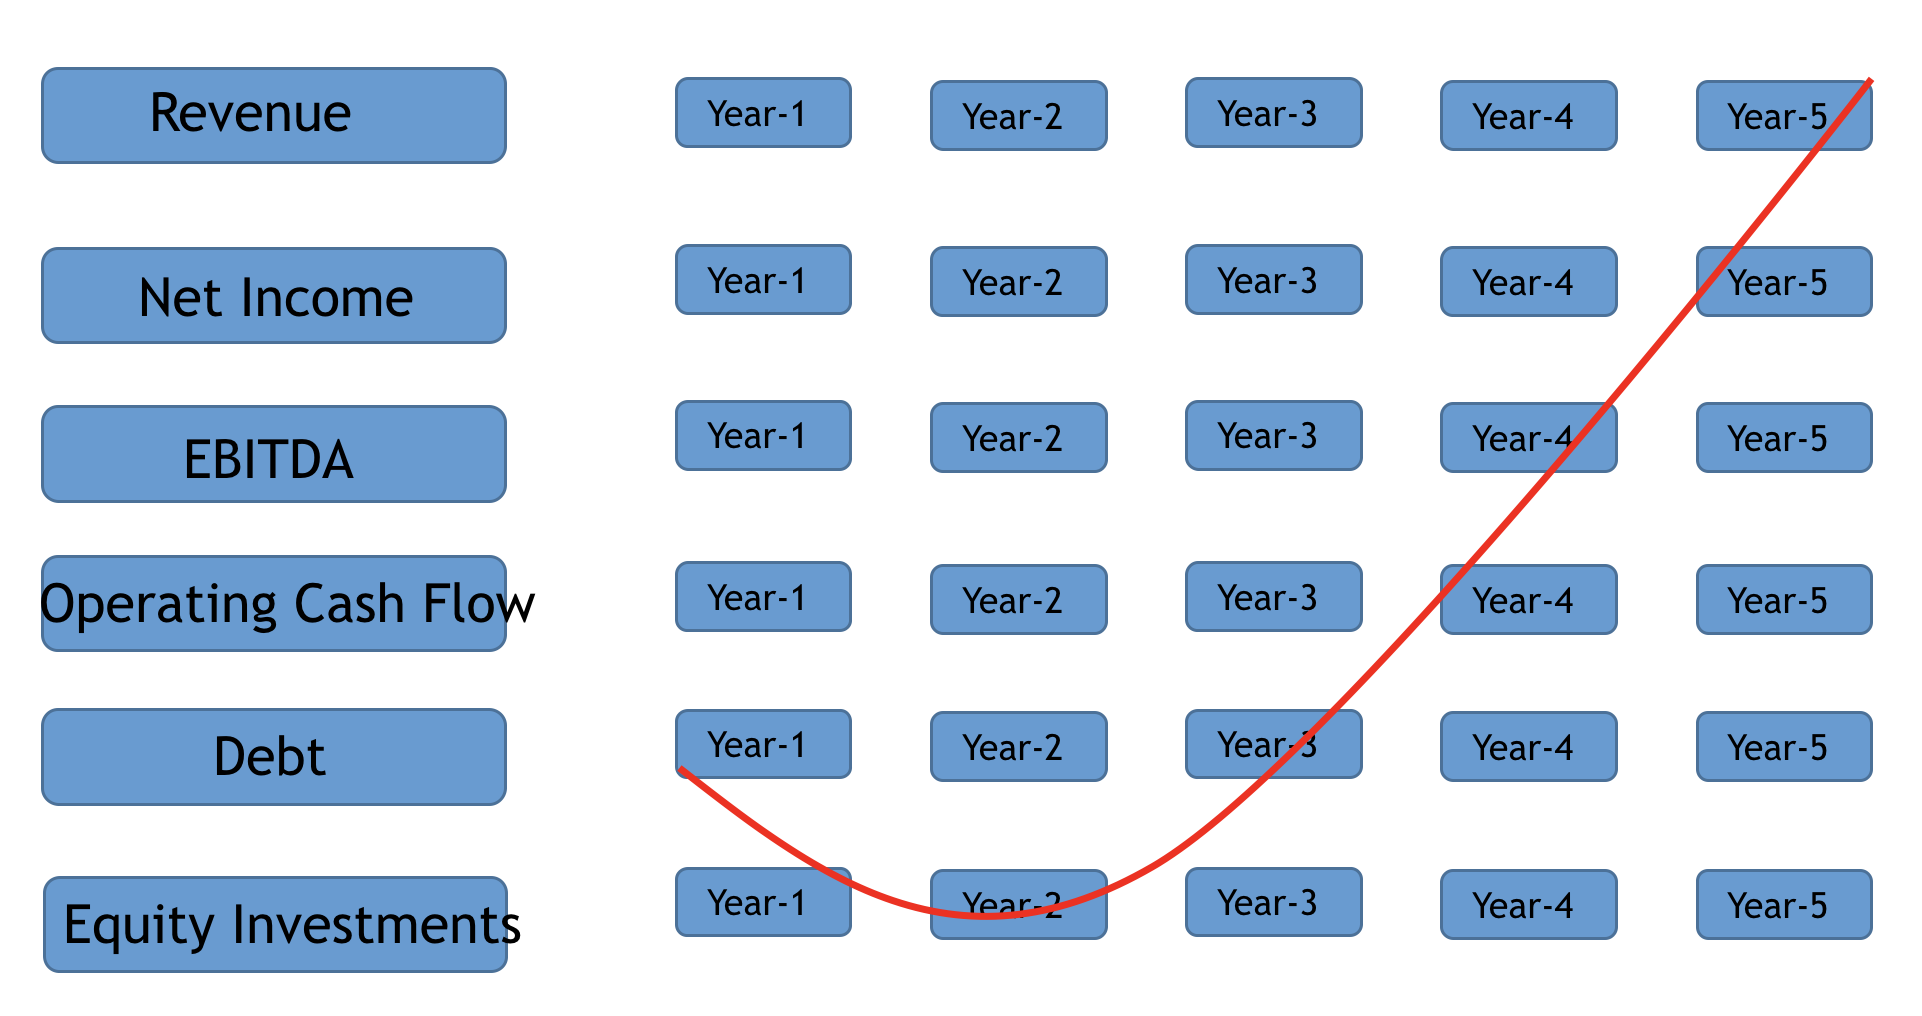 Revenue Year-1 Year-2 Year-3 Year-4 Year-5
Net Income Year-1 Year-2 Year-3 Year-4 Year-5
EBITDA Year-1 Year-2 Year-3 Year-4 Year-5
Operating Cash Flow Year-1 Year-2 Year-3 Year-4 Year-5
Debt Year-1 Year-2 Year-3 Year-4 Year-5
Equity Investments Year-1 Year-2 Year-3 Year-4 Year-5